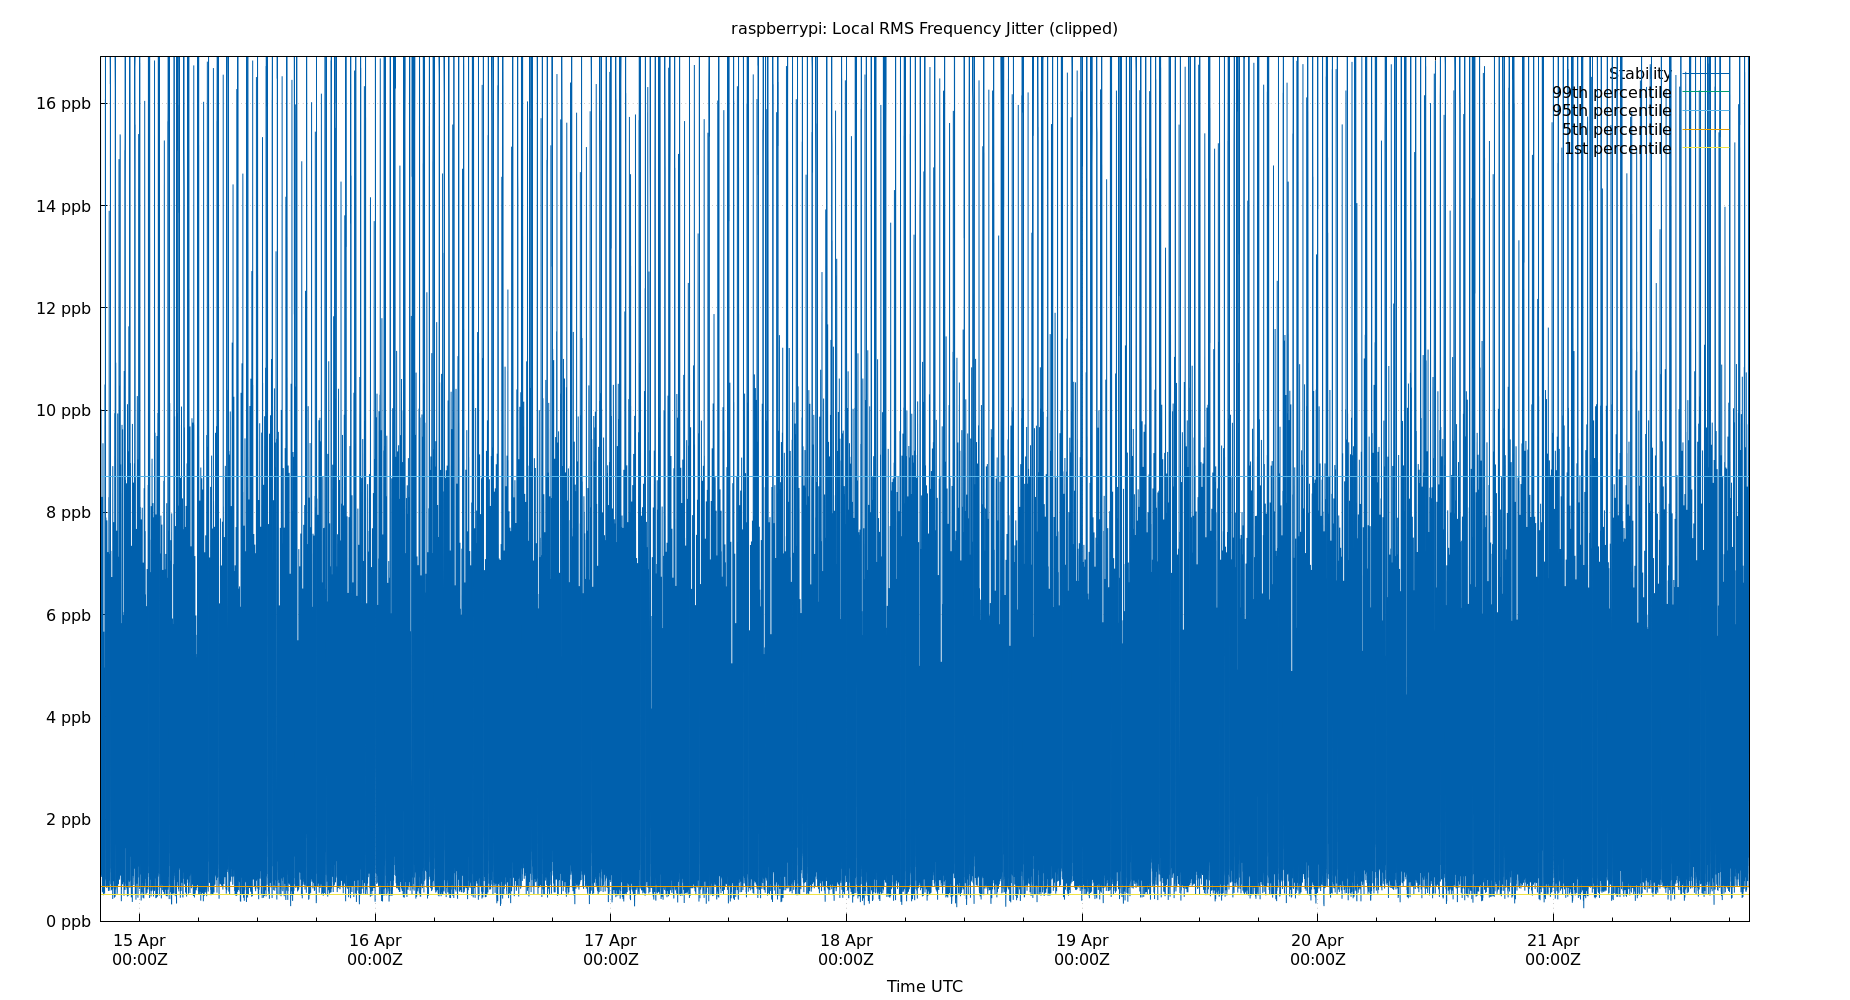 raspberrypi: Local RMS Frequency Jitter (clipped)
Stability
99th percentile
95th percentile
5th percentile
1st percentile
16 ppb
14 ppb
12 ppb
10 ppb
8 ppb
6 ppb
4 ppb
2 ppb
0 ppb
15 Apr
00:00Z
16 Apr
00:00Z
17 Apr
00:00Z
18 Apr
00:00Z
19 Apr
00:00Z
20 Apr
00:00Z
21 Apr
00:00Z
Time UTC